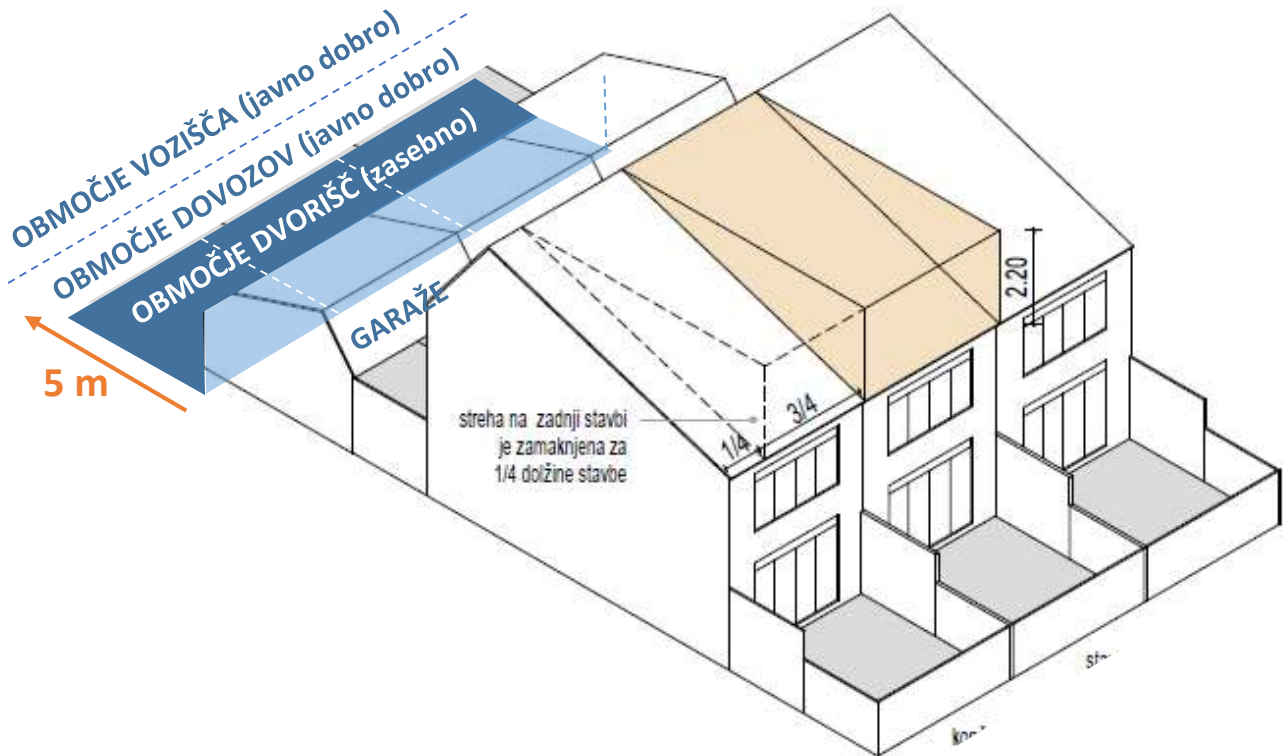 OBMOČJE VOZIŠČA (javno dobro)
OBMOČJE DOVOZOV (javno dobro)
OBMOČJE DVORIŠČ (zasebno)
GARAŽE
5 m
2.20
streha na zadnji stavbi
je zamaknjena za
1/4 dolžine stavbe
1/4
3/4